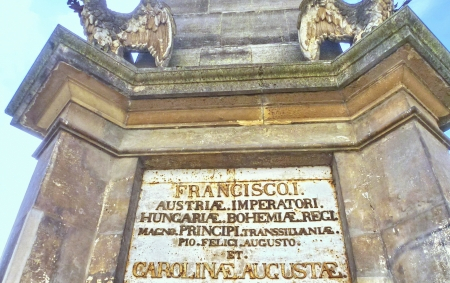 FRANCISCO.I.
AUSTRIÆ.IMPERATORI.
HUNGARIÆ.BOHEMIÆ.REGI.
MAGNO.PRINCIPI.TRANSSILVANIÆ
PIO.FELICI.AUGUSTO.
ET
CAROLINÆ.AUGUSTÆ.